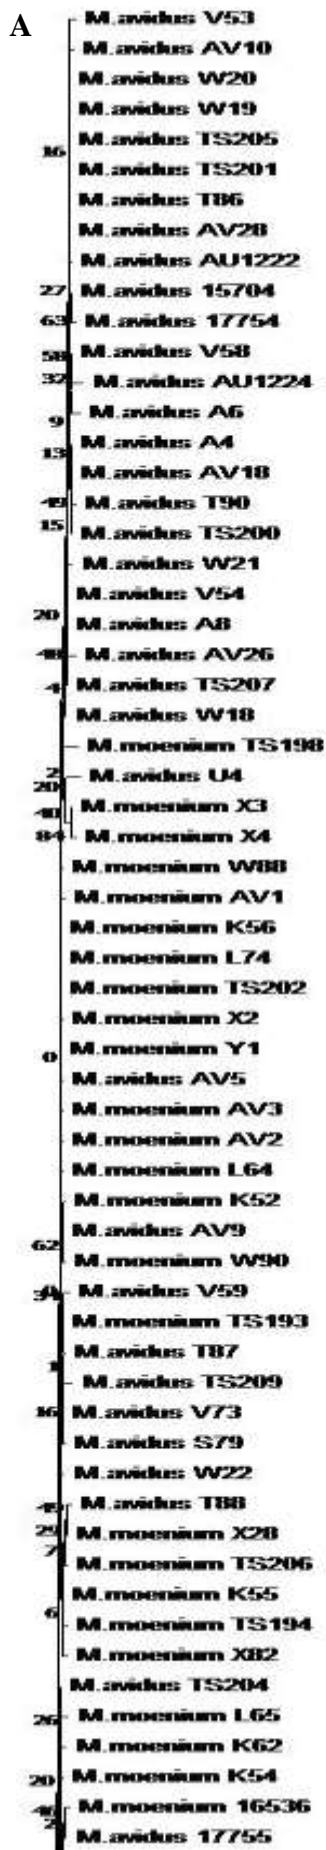 A
M.avidus V53
M.avidus AV10
M.avidus W20
M.avidus W19
M.avidus TS205
16
M.avidus TS201
M.avidus T86
M.avidus AV28
M.avidus AU1222
27 M.avidus 15704
63 M.avidus 17754
58 M.avidus V58
32 M.avidus AU1224
M.avidus A6
9
M.avidus A4
13
M.avidus AV18
49 M.avidus T90
15 M.avidus TS200
M.avidus W21
M.avidus V54
20
M.avidus A8
48 M.avidus AV26
4 M.avidus TS207
M.avidus W18
M.moenium TS198
2 M.avidus U4
20
M.moenium X3
40
84 M.moenium X4
M.moenium W88
M.moenium AV1
M.moenium K56
M.moenium L74
M.moenium TS202
M.moenium X2
0 M.moenium Y1
M.avidus AV5
M.moenium AV3
M.moenium AV2
M.moenium L64
M.moenium K52
M.avidus AV9
62
M.moenium W90
M.avidus V59
M.moenium TS193
M.avidus T87
1
M.avidus TS209
16 M.avidus V73
M.avidus S79
M.avidus W22
M.avidus T88
29 M.moenium X28
7 M.moenium TS206
M.moenium K55
6
M.moenium TS194
M.moenium X82
M.avidus TS204
26 M.moenium L65
M.moenium K62
20 M.moenium K54
46 M.moenium 16536
2
M.avidus 17755